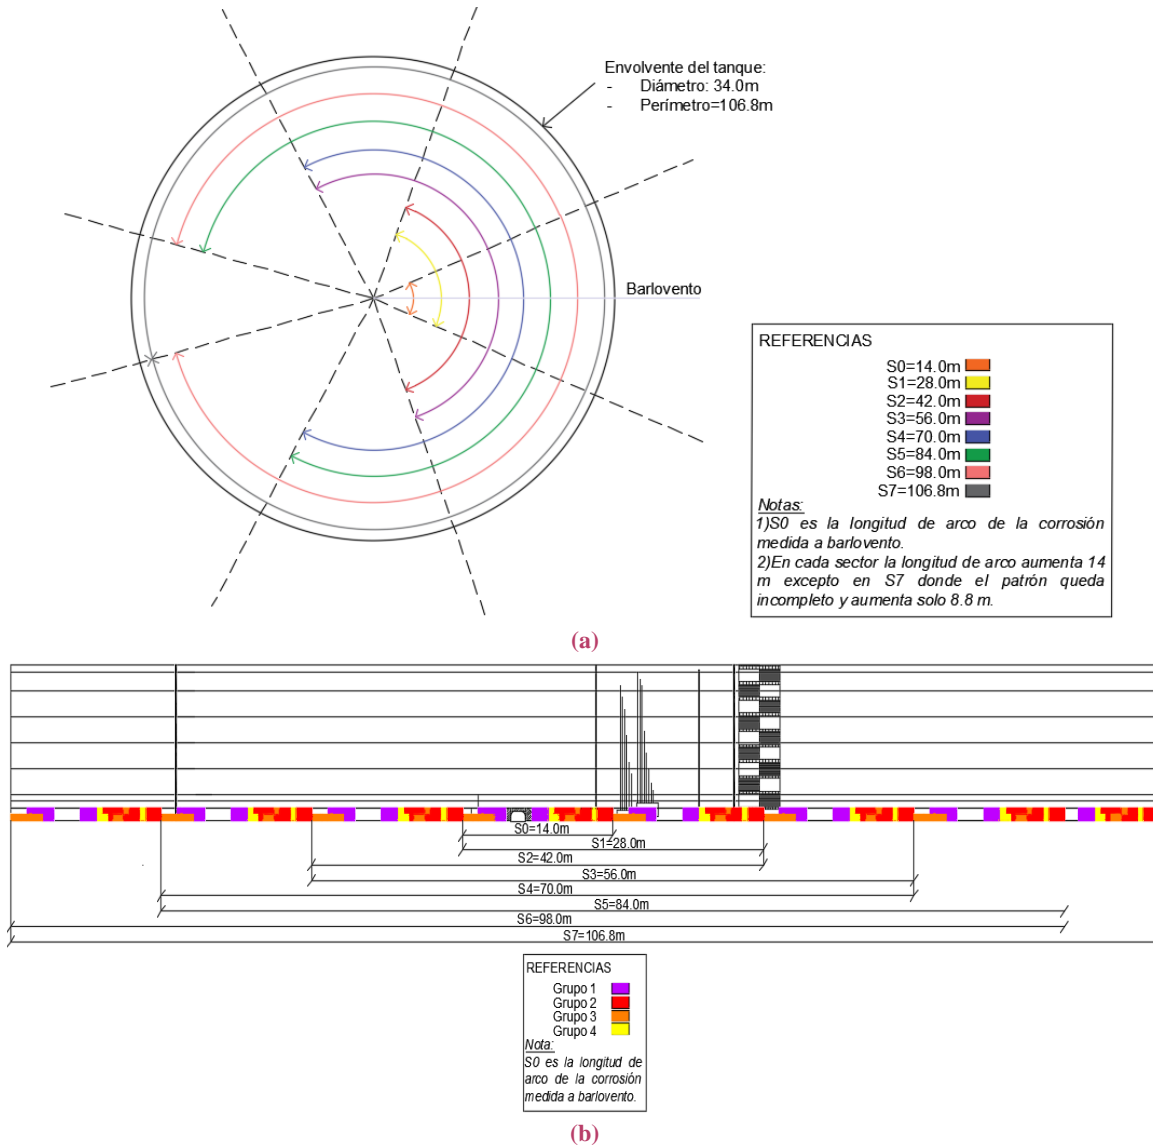 Envolvente del tanque:
- Diámetro: 34.0m
- Perímetro=106.8m
Barlovento
REFERENCIAS
S0=14.0m
S1=28.0m
S2=42.0m
S3=56.0m
S4=70.0m
S5=84.0m
S6=98.0m
S7=106.8m
Notas:
1)S0 es la longitud de arco de la corrosión
medida a barlovento.
2)En cada sector la longitud de arco aumenta 14
m excepto en S7 donde el patrón queda
incompleto y aumenta solo 8.8 m.
(a)
S0=14.0m
S1=28.0m
S2=42.0m
S3=56.0m
S4=70.0m
S5=84.0m
S6=98.0m
S7=106.8m
REFERENCIAS
Grupo 1
Grupo 2
Grupo 3
Grupo 4
Nota:
S0 es la longitud de
arco de la corrosión
medida a barlovento.
(b)